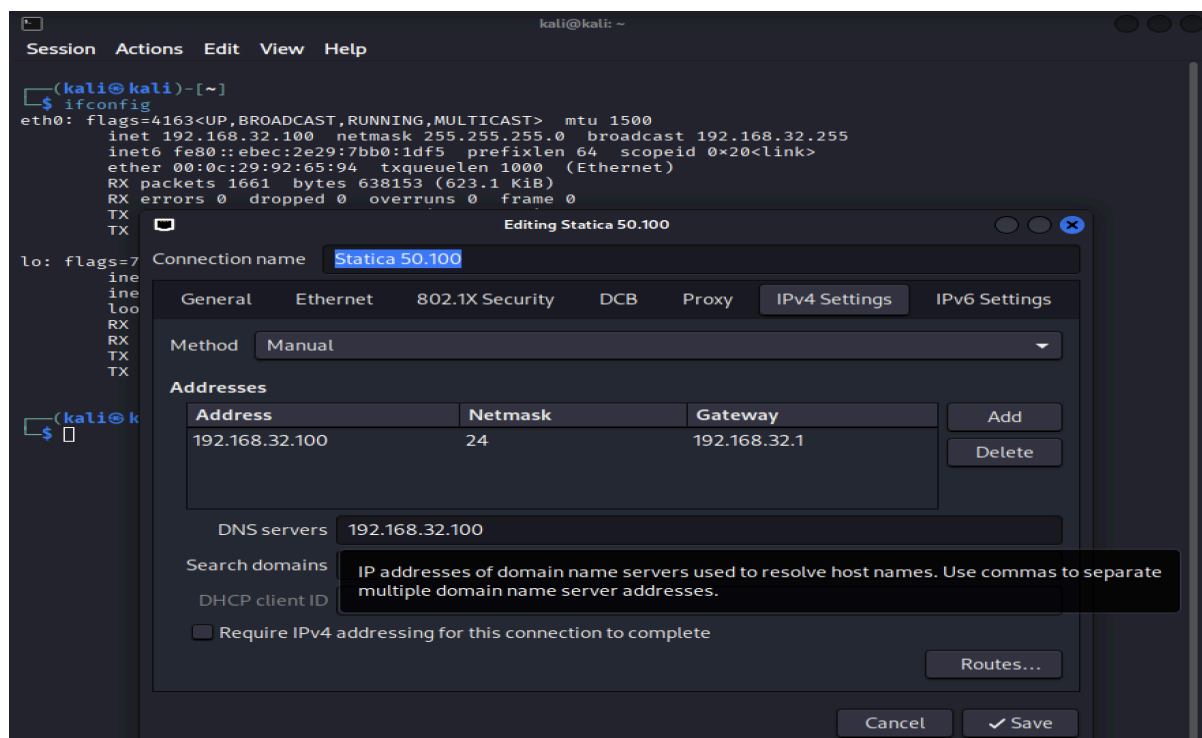 kali@kali: ~
Session Actions Edit View Help
┌──(kali㉿kali)-[~]
└─$ ifconfig
eth0: flags=4163<UP,BROADCAST,RUNNING,MULTICAST> mtu 1500
inet 192.168.32.100 netmask 255.255.255.0 broadcast 192.168.32.255
inet6 fe80::ebec:2e29:7bb0:1df5 prefixlen 64 scopeid 0×20<link>
ether 00:0c:29:92:65:94 txqueuelen 1000 (Ethernet)
RX packets 1661 bytes 638153 (623.1 KiB)
RX errors 0 dropped 0 overruns 0 frame 0
TX
TX
lo: flags=7
ine
ine
loo
RX
RX
TX
TX
┌──(kali㉿k
└─$
Editing Statica 50.100
Connection name Statica 50.100
General Ethernet 802.1X Security DCB Proxy IPv4 Settings IPv6 Settings
Method Manual
Addresses
Address Netmask Gateway
192.168.32.100 24 192.168.32.1
Add
Delete
DNS servers 192.168.32.100
Search domains
IP addresses of domain name servers used to resolve host names. Use commas to separate
multiple domain name server addresses.
DHCP client ID
Require IPv4 addressing for this connection to complete
Routes…
Cancel Save